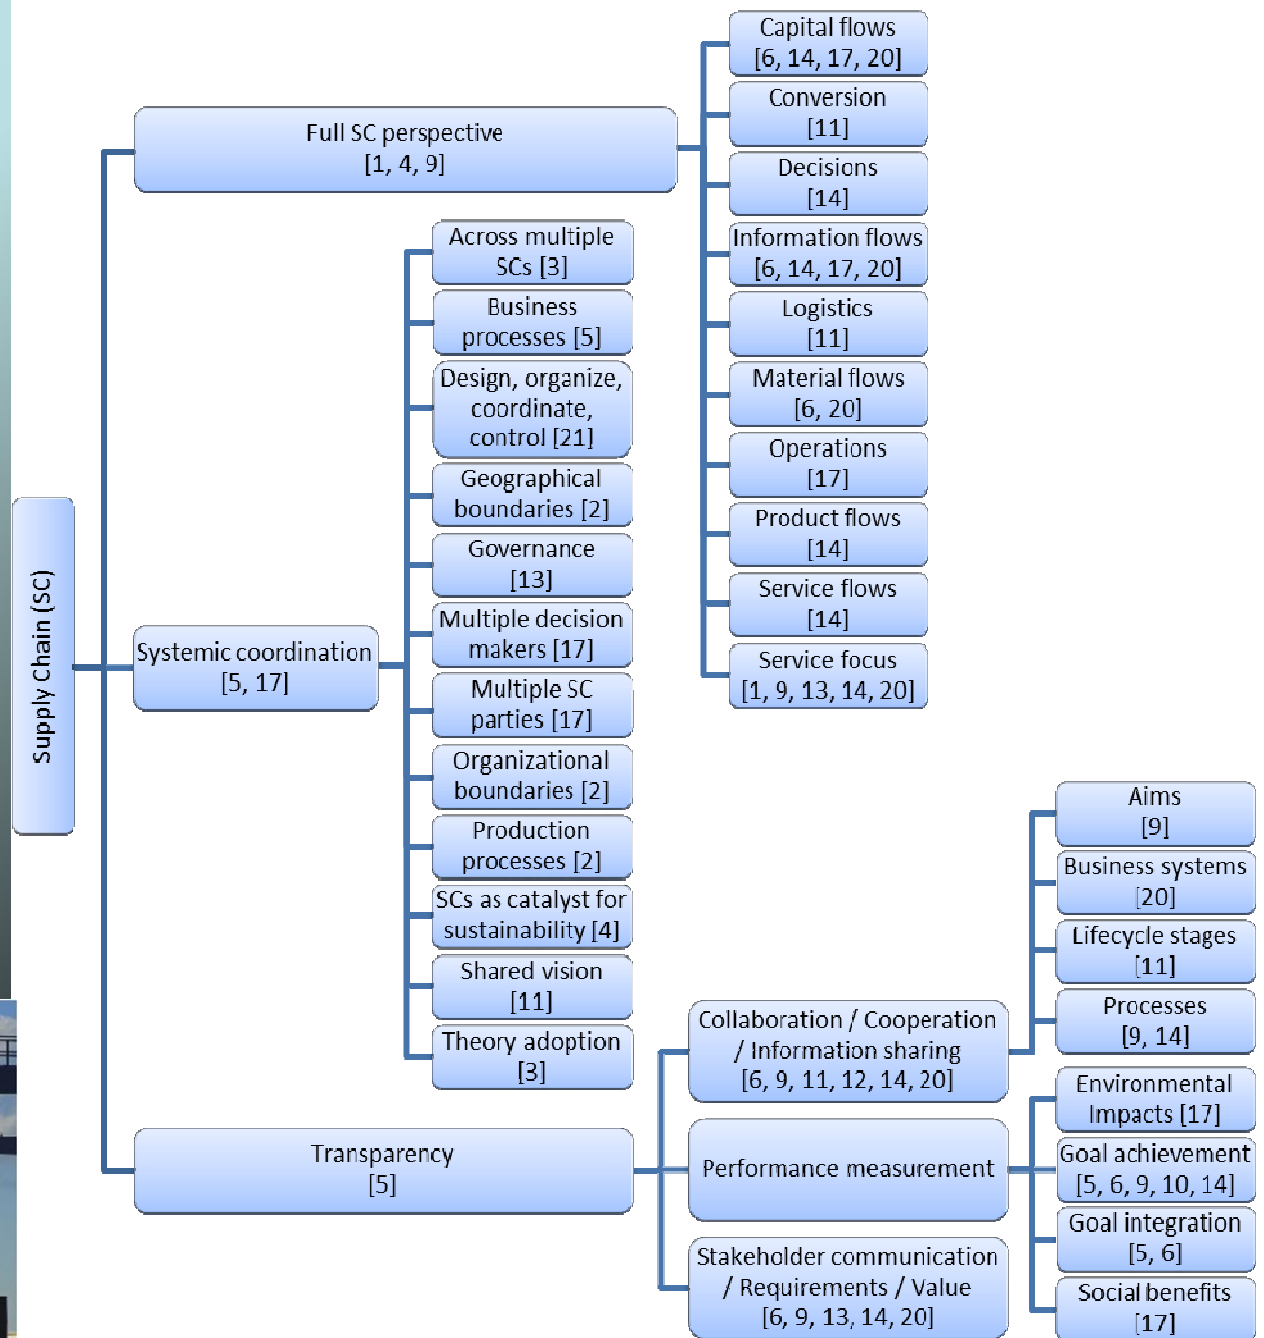 Supply Chain (SC)
Full SC perspective
[1, 4, 9]
Capital flows
[6, 14, 17, 20]
Conversion
[11]
Decisions
[14]
Information flows
[6, 14, 17, 20]
Logistics
[11]
Material flows
[6, 20]
Operations
[17]
Product flows
[14]
Service flows
[14]
Service focus
[1, 9, 13, 14, 20]
Systemic coordination
[5, 17]
Across multiple
SCs [3]
Business
processes [5]
Design, organize,
coordinate,
control [21]
Geographical
boundaries [2]
Governance
[13]
Multiple decision
makers [17]
Multiple SC
parties [17]
Organizational
boundaries [2]
Production
processes [2]
SCs as catalyst for
sustainability [4]
Shared vision
[11]
Theory adoption
[3]
Transparency
[5]
Collaboration / Cooperation
/ Information sharing
[6, 9, 11, 12, 14, 20]
Aims
[9]
Business systems
[20]
Lifecycle stages
[11]
Processes
[9, 14]
Performance measurement
Environmental
Impacts [17]
Goal achievement
[5, 6, 9, 10, 14]
Goal integration
[5, 6]
Social benefits
[17]
Stakeholder communication
/ Requirements / Value
[6, 9, 13, 14, 20]